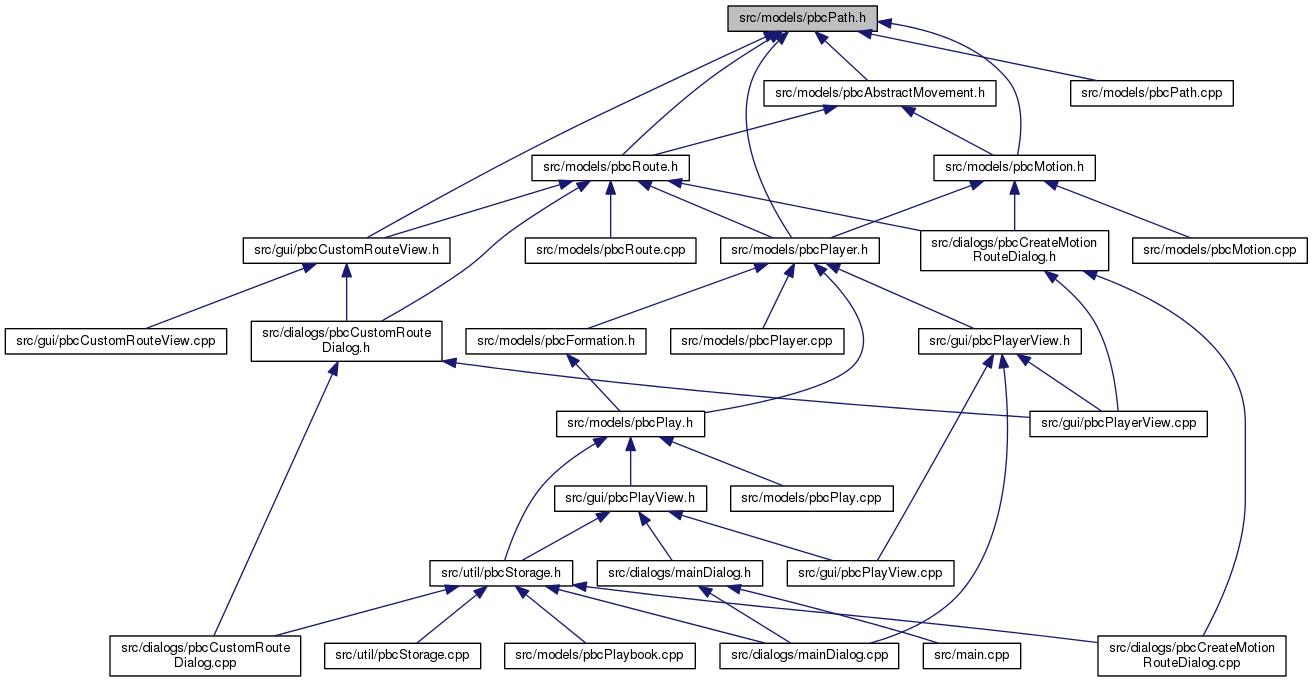 src/models/pbcPath.h
src/models/pbcAbstractMovement.h
src/models/pbcPath.cpp
src/models/pbcRoute.h
src/models/pbcMotion.h
src/gui/pbcCustomRouteView.h
src/models/pbcRoute.cpp
src/models/pbcPlayer.h
src/dialogs/pbcCreateMotion
RouteDialog.h
src/models/pbcMotion.cpp
src/gui/pbcCustomRouteView.cpp
src/dialogs/pbcCustomRoute
Dialog.h
src/models/pbcFormation.h
src/models/pbcPlayer.cpp
src/gui/pbcPlayerView.h
src/models/pbcPlay.h
src/gui/pbcPlayerView.cpp
src/gui/pbcPlayView.h
src/models/pbcPlay.cpp
src/util/pbcStorage.h
src/dialogs/mainDialog.h
src/gui/pbcPlayView.cpp
src/dialogs/pbcCustomRoute
Dialog.cpp
src/util/pbcStorage.cpp
src/models/pbcPlaybook.cpp
src/dialogs/mainDialog.cpp
src/main.cpp
src/dialogs/pbcCreateMotion
RouteDialog.cpp